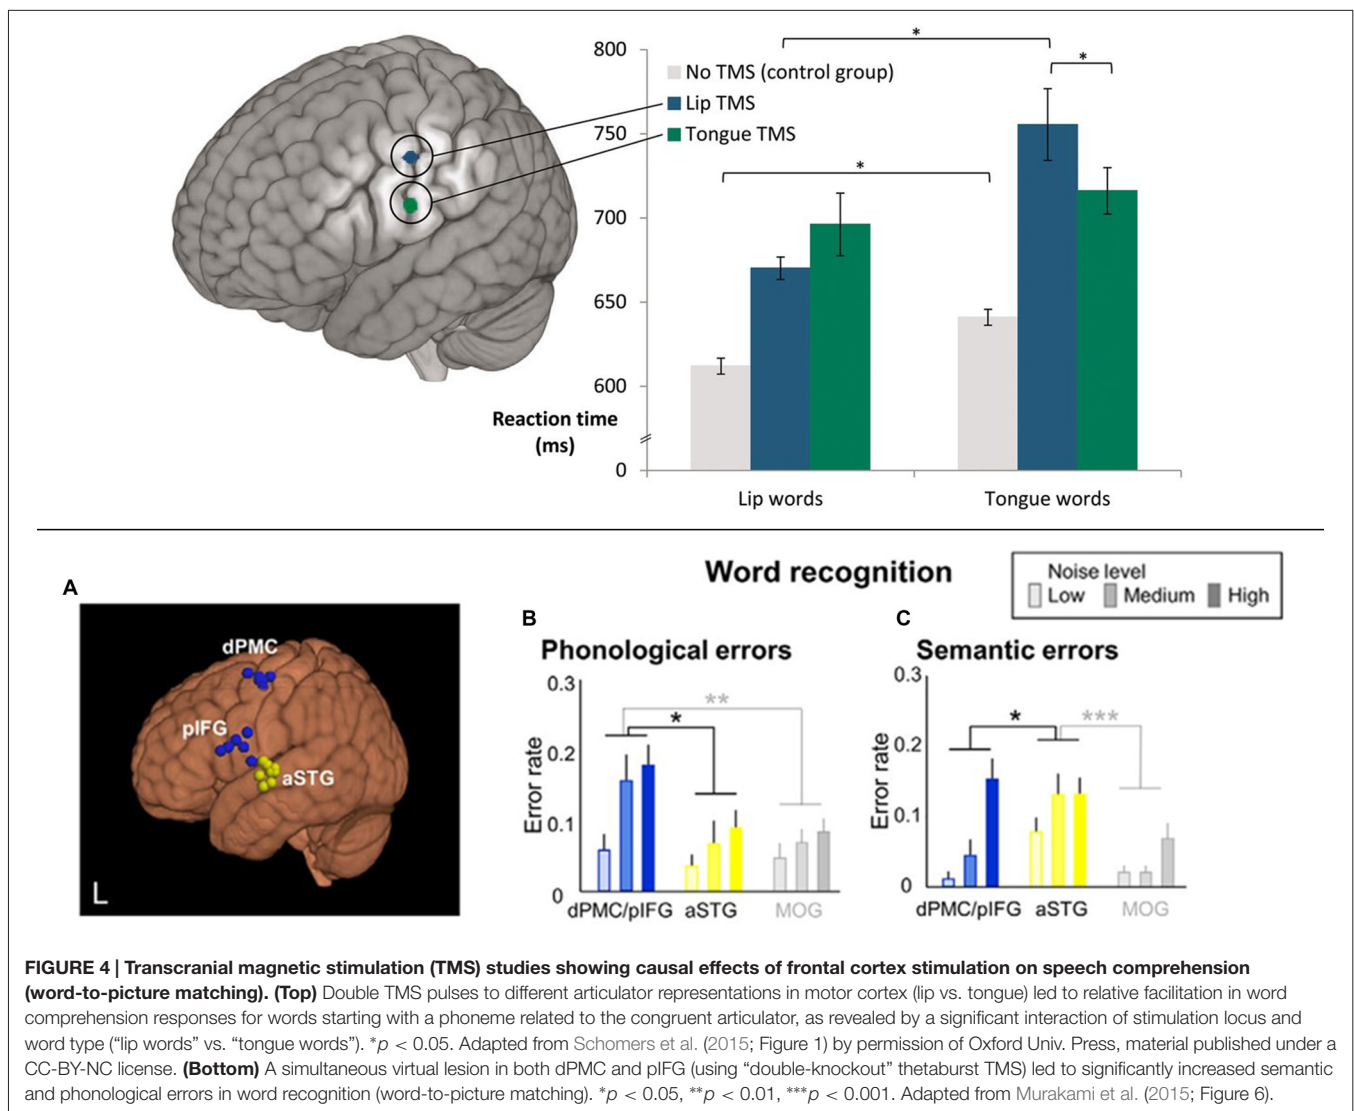 800
750
700
650
600
0
No TMS (control group)
Lip TMS
Tongue TMS
*
*
*
Reaction time
(ms)
Lip words
Tongue words
A
dPMC
pIFG
aSTG
L
Word recognition
Noise level
Low Medium High
B
Phonological errors
0.3
0.2
0.1
0
Error rate
**
*
dPMC/pIFG aSTG MOG
C
Semantic errors
0.3
0.2
0.1
0
Error rate
*
***
dPMC/pIFG aSTG MOG
FIGURE 4 | Transcranial magnetic stimulation (TMS) studies showing causal effects of frontal cortex stimulation on speech comprehension
(word-to-picture matching). (Top) Double TMS pulses to different articulator representations in motor cortex (lip vs. tongue) led to relative facilitation in word
comprehension responses for words starting with a phoneme related to the congruent articulator, as revealed by a significant interaction of stimulation locus and
word type (“lip words” vs. “tongue words”). *p < 0.05. Adapted from Schomers et al. (2015; Figure 1) by permission of Oxford Univ. Press, material published under a
CC-BY-NC license. (Bottom) A simultaneous virtual lesion in both dPMC and pIFG (using “double-knockout” thetaburst TMS) led to significantly increased semantic
and phonological errors in word recognition (word-to-picture matching). *p < 0.05, **p < 0.01, ***p < 0.001. Adapted from Murakami et al. (2015; Figure 6).